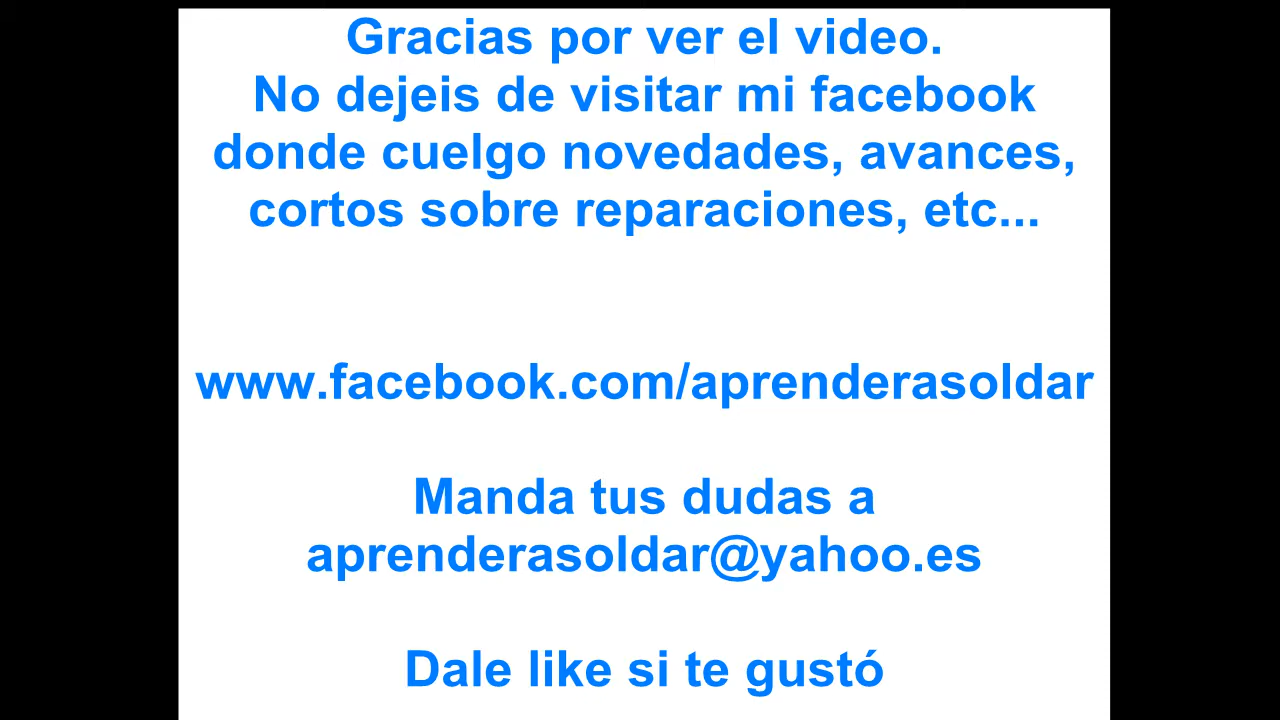 Gracias por ver el video.
No dejeis de visitar mi facebook
donde cuelgo novedades, avances,
cortos sobre reparaciones, etc...
www.facebook.com/aprenderasoldar
Manda tus dudas a
aprenderasoldar@yahoo.es
Dale like si te gustó